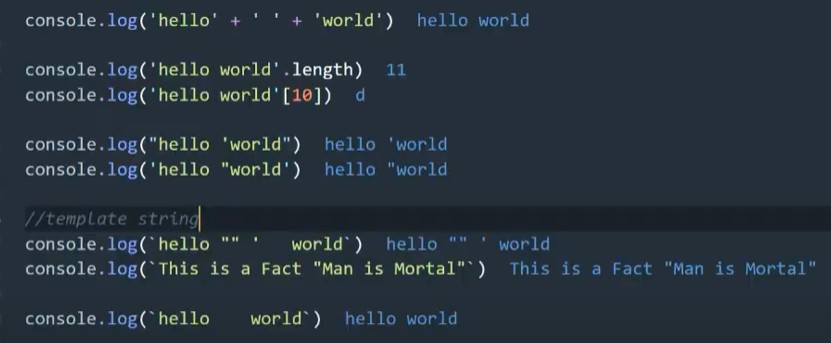 console.log('hello' + ' ' + 'world') hello world
console.log('hello world'.length) 11
console.log('hello world'[10]) d
console.log("hello 'world") hello 'world
console.log('hello "world') hello "world
//template string
console.log(`hello "" '   world`) hello "" ' world
console.log(`This is a Fact "Man is Mortal"`) This is a Fact "Man is Mortal"
console.log(`hello    world`) hello world